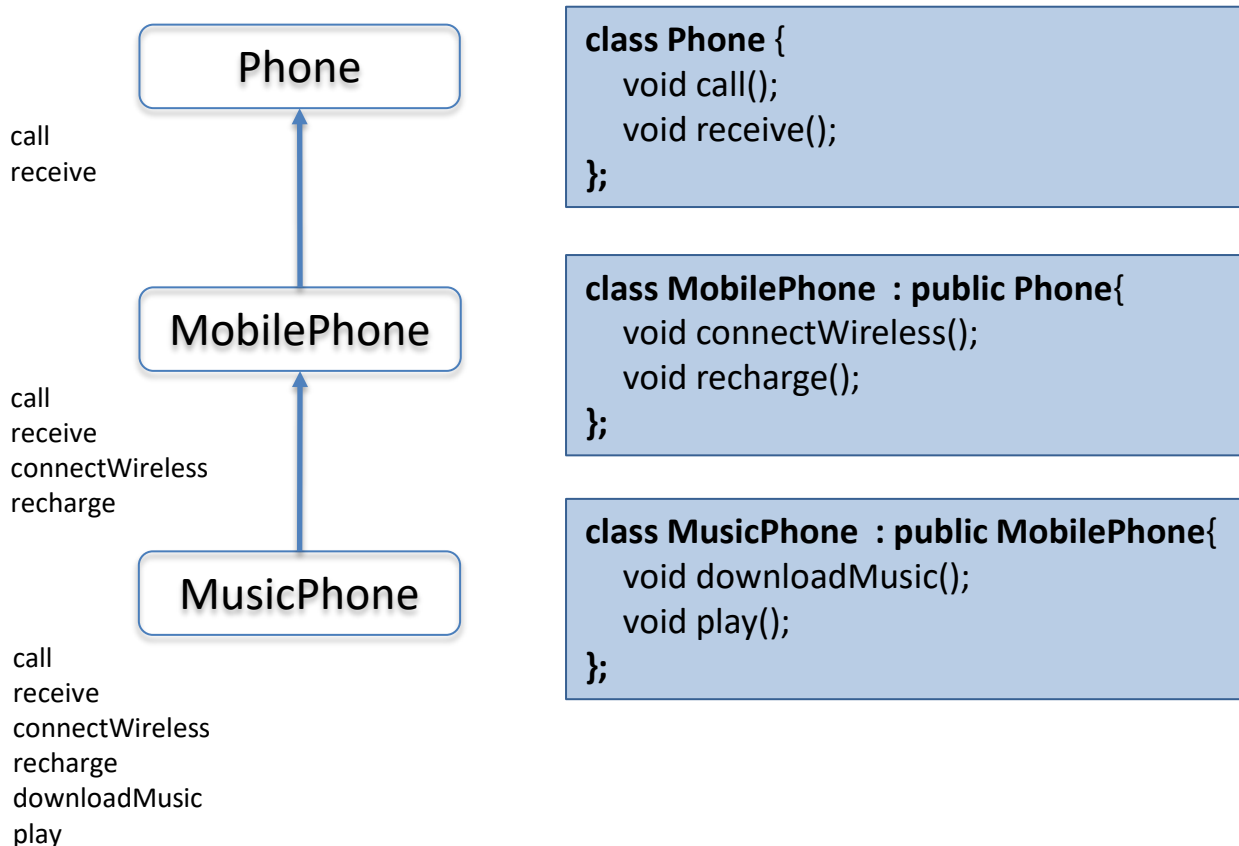 Phone
call
receive
class Phone {
void call();
void receive();
};
MobilePhone
call
receive
connectWireless
recharge
class MobilePhone  : public Phone{
void connectWireless();
void recharge();
};
MusicPhone
call
receive
connectWireless
recharge
downloadMusic
play
class MusicPhone  : public MobilePhone{
void downloadMusic();
void play();
};